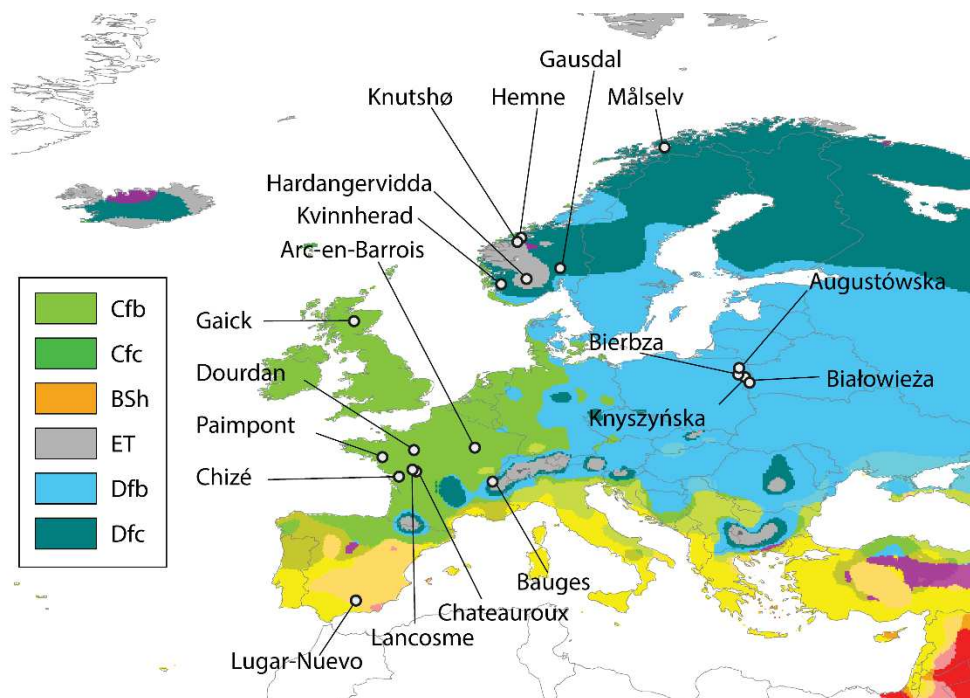 Gausdal
Knutshø
Hemne
Målselv
Hardangervidda
Kvinnherad
Arc-en-Barrois
Augustówska
Gaick
Bierbza
Dourdan
Białowieża
Knyszyńska
Paimpont
Chizé
Bauges
Chateauroux
Lancosme
Lugar-Nuevo
Cfb
Cfc
BSh
ET
Dfb
Dfc